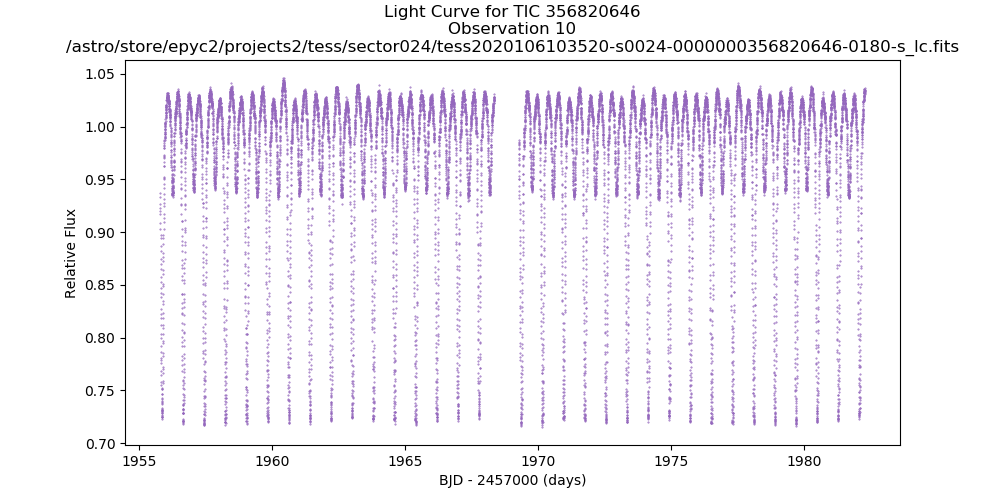 Light Curve for TIC 356820646
Observation 10
/astro/store/epyc2/projects2/tess/sector024/tess2020106103520-s0024-0000000356820646-0180-s_lc.fits
1.05
1.00
0.95
0.90
0.85
0.80
0.75
0.70
Relative Flux
1955 1960 1965 1970 1975 1980
BJD - 2457000 (days)